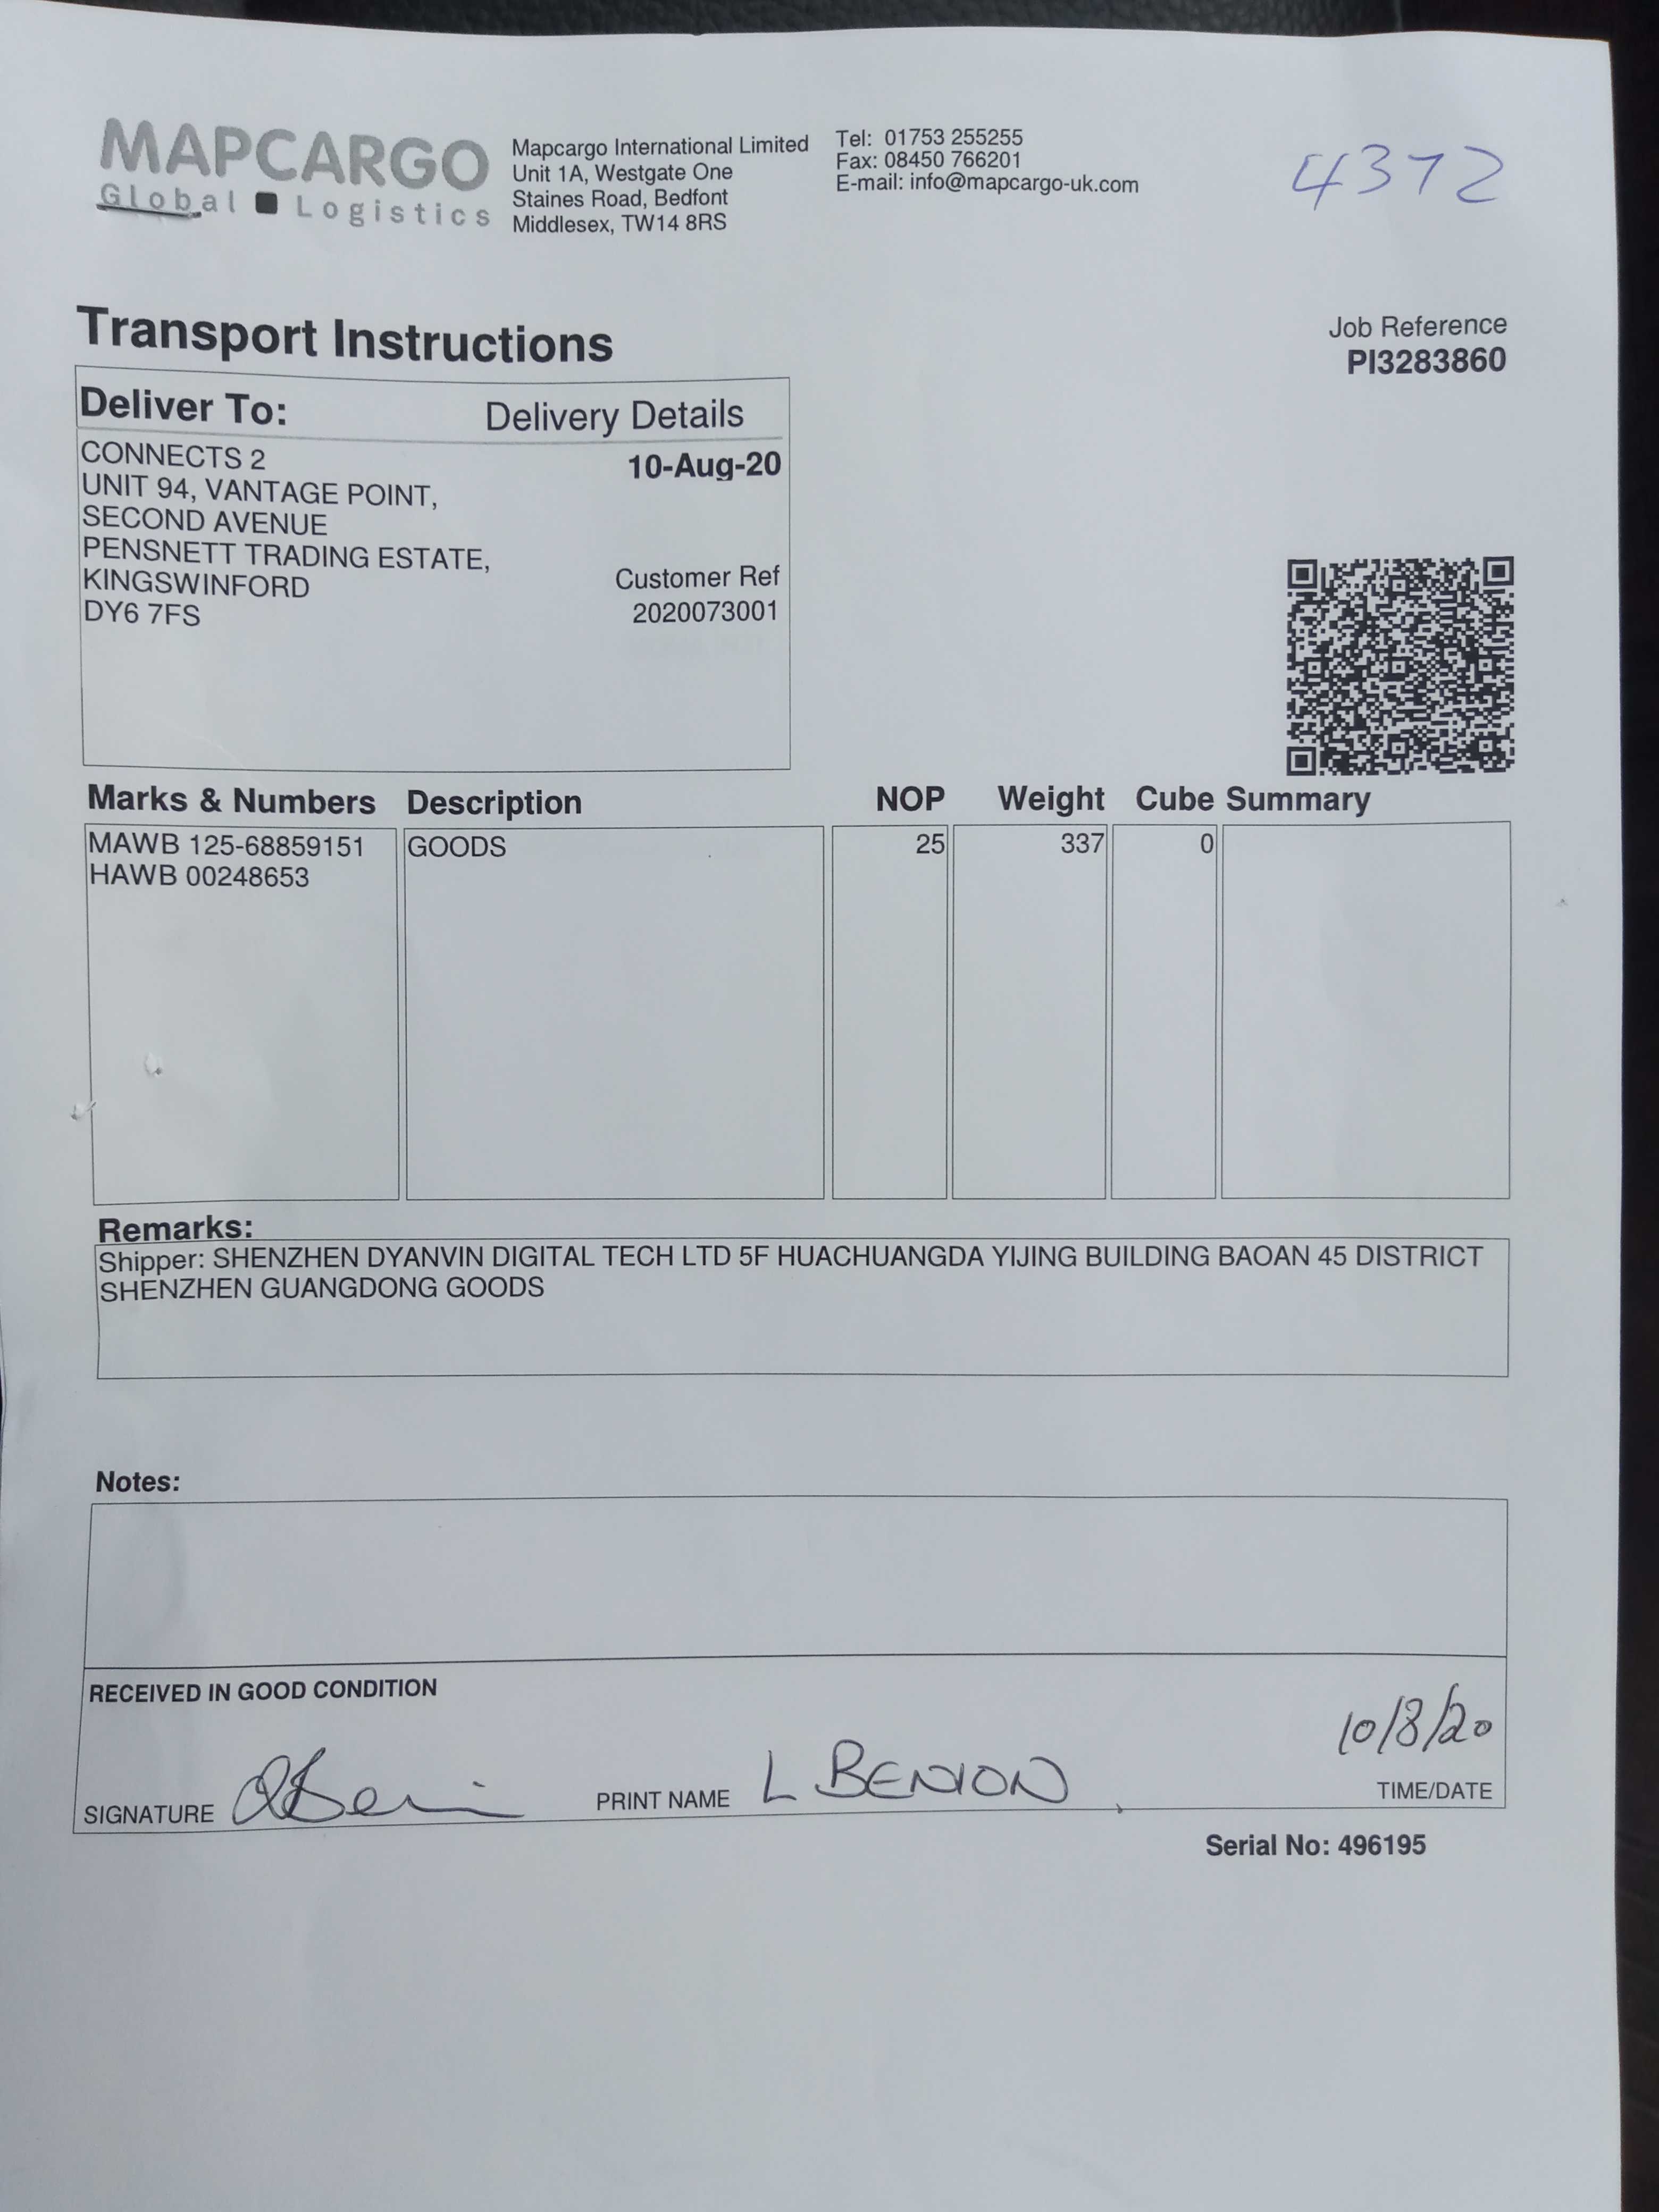 MAPCARGO
Global Logistics
Mapcargo International Limited
Unit 1A, Westgate One
Staines Road, Bedfont
Middlesex, TW14 8RS
Tel: 01753 255255
Fax: 08450 766201
E-mail: info@mapcargo-uk.com
4372
Transport Instructions
Job Reference
PI3283860
Deliver To: Delivery Details
CONNECTS 2 10-Aug-20
UNIT 94, VANTAGE POINT,
SECOND AVENUE
PENSNETT TRADING ESTATE,
KINGSWINFORD Customer Ref
DY6 7FS 2020073001
Marks & Numbers Description NOP Weight Cube Summary
MAWB 125-68859151 GOODS 25 337 0
HAWB 00248653
Remarks:
Shipper: SHENZHEN DYANVIN DIGITAL TECH LTD 5F HUACHUANGDA YIJING BUILDING BAOAN 45 DISTRICT
SHENZHEN GUANGDONG GOODS
Notes:
RECEIVED IN GOOD CONDITION
10/8/20
SIGNATURE PRINT NAME L BENION TIME/DATE
Serial No: 496195